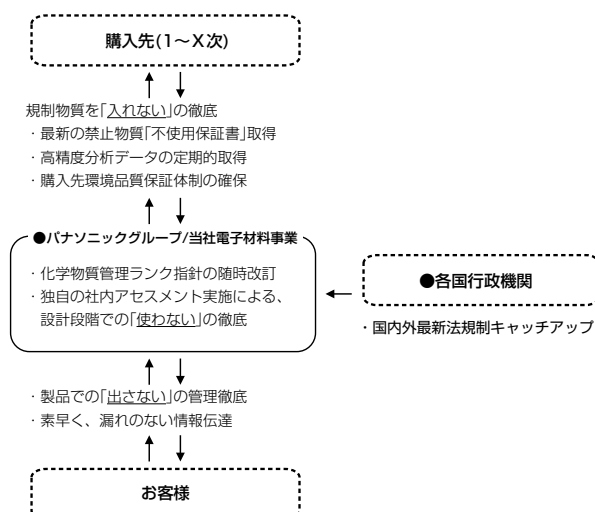 購入先(1～X次)
規制物質を｢入れない｣の徹底
・最新の禁止物質｢不使用保証書｣取得
・高精度分析データの定期的取得
・購入先環境品質保証体制の確保
●パナソニックグループ/当社電子材料事業
・化学物質管理ランク指針の随時改訂
・独自の社内アセスメント実施による、
設計段階での｢使わない｣の徹底
●各国行政機関
・国内外最新法規制キャッチアップ
・製品での｢出さない｣の管理徹底
・素早く、漏れのない情報伝達
お客様